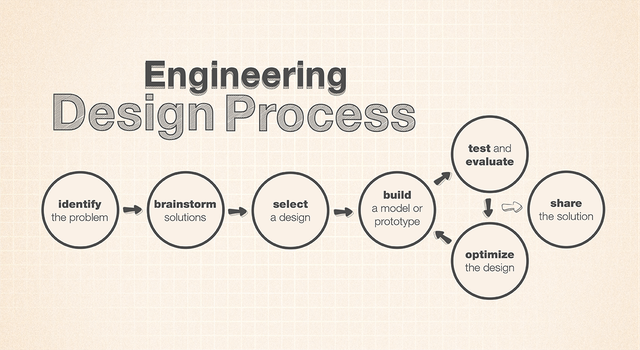 Engineering
Design Process
identify
the problem
brainstorm
solutions
select
a design
build
a model or
prototype
test and
evaluate
optimize
the design
share
the solution